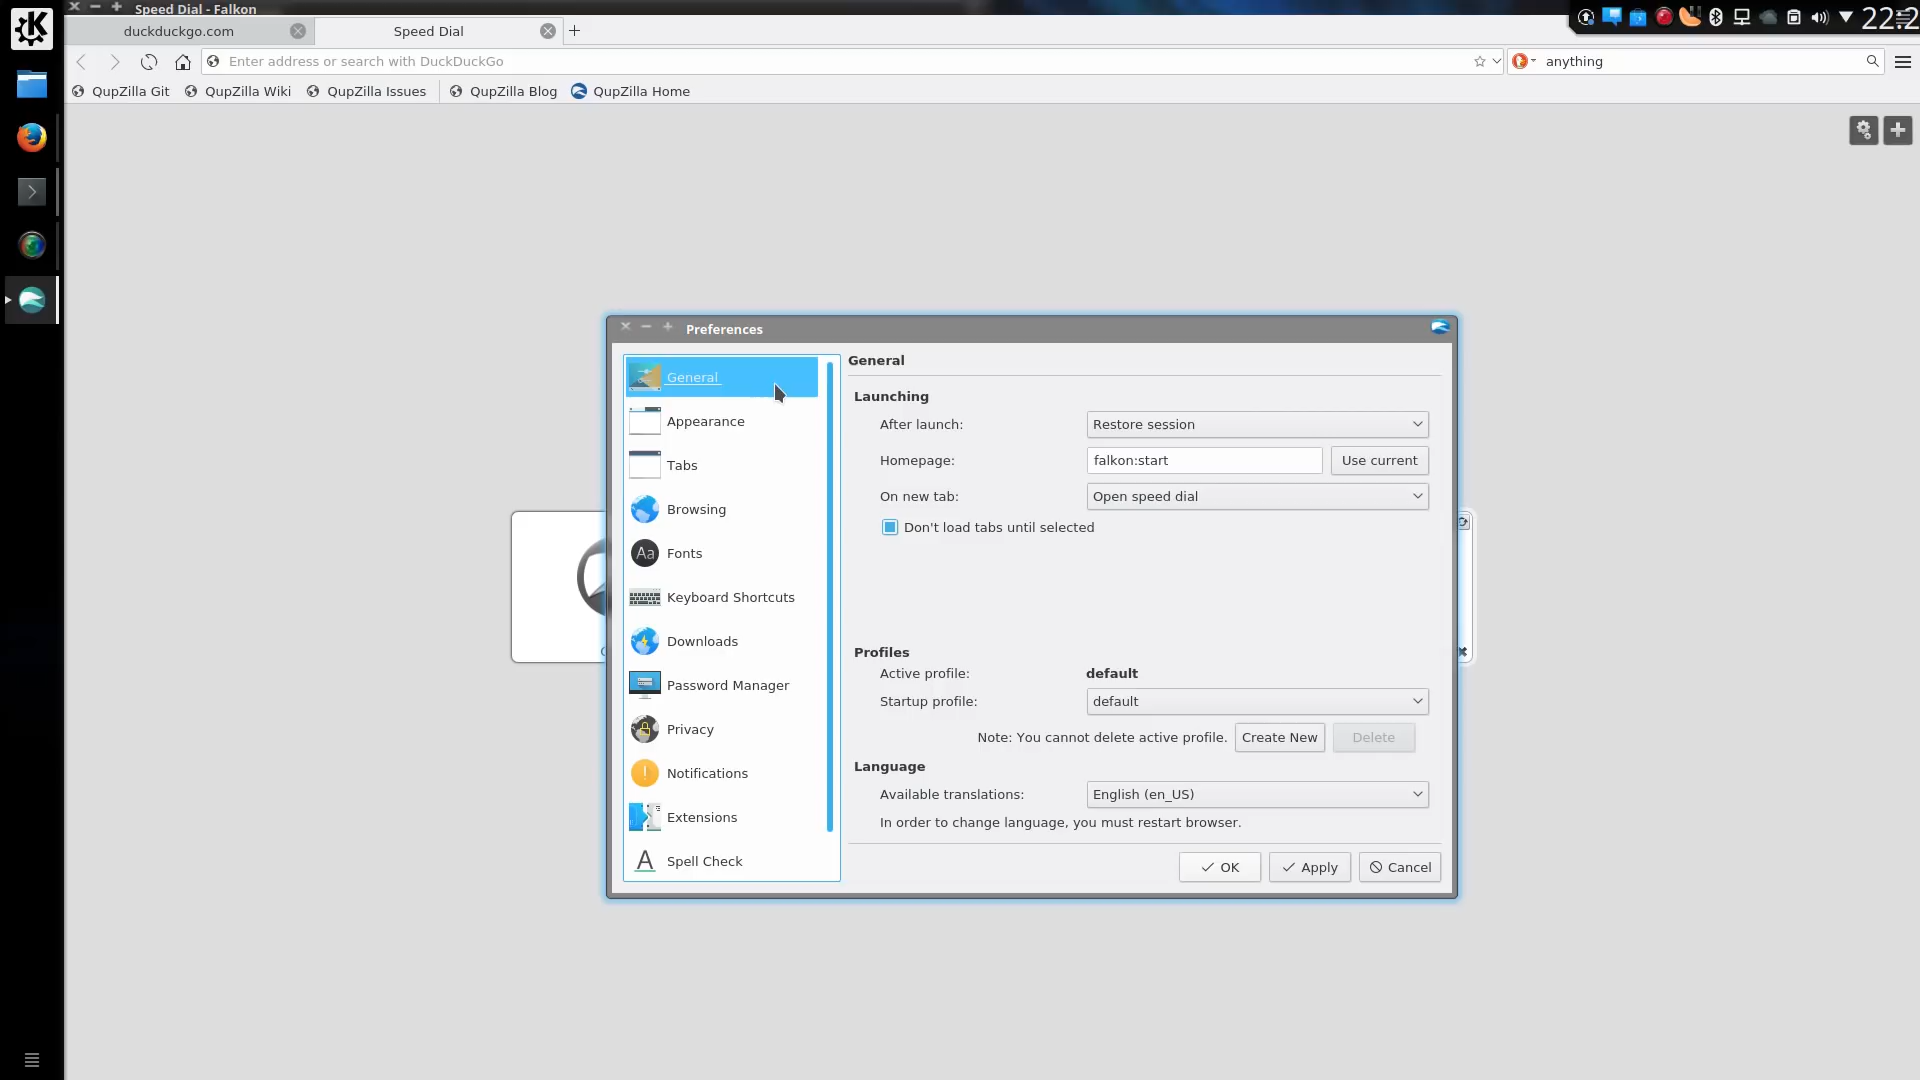 Speed Dial - Falkon
duckduckgo.com
Speed Dial
Enter address or search with DuckDuckGo
anything
QupZilla Git
QupZilla Wiki
QupZilla Issues
QupZilla Blog
QupZilla Home
Preferences
General
Appearance
Tabs
Browsing
Aa
Fonts
Keyboard Shortcuts
Downloads
Password Manager
Privacy
Notifications
Extensions
A
Spell Check
General
Launching
After launch:
Restore session
Homepage:
falkon:start
Use current
On new tab:
Open speed dial
Don't load tabs until selected
Profiles
Active profile:
default
Startup profile:
default
Note: You cannot delete active profile.
Create New
Delete
Language
Available translations:
English (en_US)
In order to change language, you must restart browser.
OK
Apply
Cancel